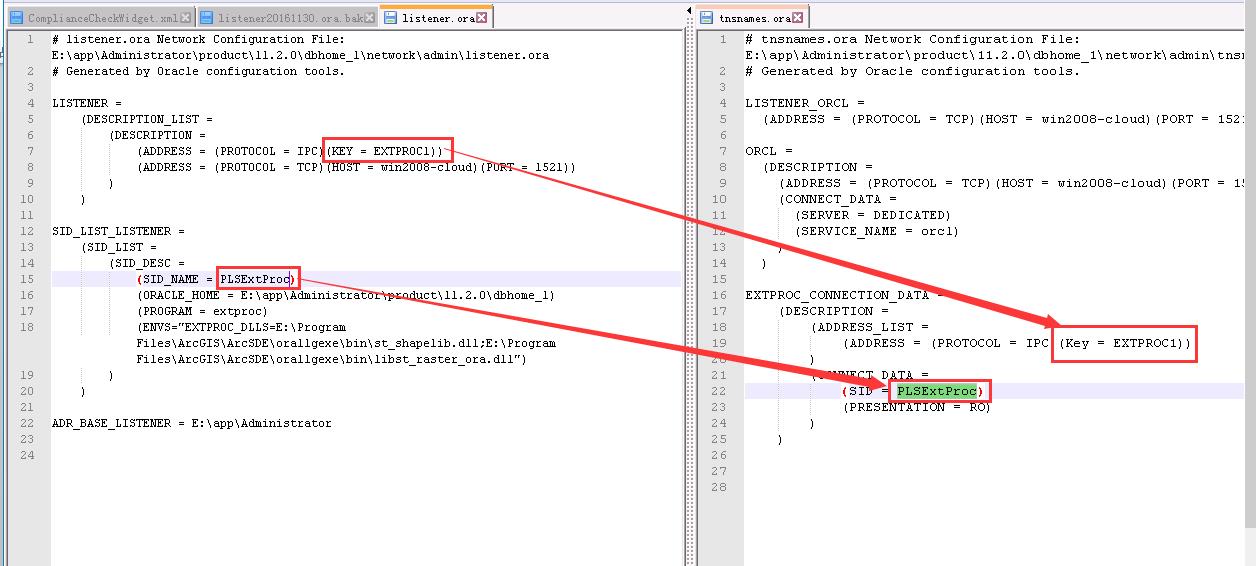 ComplianceCheckWidget.xml
listener20161130.ora.bak
listener.ora
tnsnames.ora
1 # listener.ora Network Configuration File:
E:\app\Administrator\product\11.2.0\dbhome_1\network\admin\listener.ora
2 # Generated by Oracle configuration tools.
3
4 LISTENER =
5 (DESCRIPTION_LIST =
6 (DESCRIPTION =
7 (ADDRESS = (PROTOCOL = IPC)(KEY = EXTPROC1))
8 (ADDRESS = (PROTOCOL = TCP)(HOST = win2008-cloud)(PORT = 1521))
9 )
10 )
11
12 SID_LIST_LISTENER =
13 (SID_LIST =
14 (SID_DESC =
15 (SID_NAME = PLSExtProc)
16 (ORACLE_HOME = E:\app\Administrator\product\11.2.0\dbhome_1)
17 (PROGRAM = extproc)
18 (ENVS="EXTPROC_DLLS=E:\Program
Files\ArcGIS\ArcSDE\orallgexe\bin\st_shapelib.dll;E:\Program
Files\ArcGIS\ArcSDE\orallgexe\bin\libst_raster_ora.dll")
19 )
20 )
21
22 ADR_BASE_LISTENER = E:\app\Administrator
23
24
1 # tnsnames.ora Network Configuration File:
E:\app\Administrator\product\11.2.0\dbhome_1\network\admin\tnsn
2 # Generated by Oracle configuration tools.
3
4 LISTENER_ORCL =
5 (ADDRESS = (PROTOCOL = TCP)(HOST = win2008-cloud)(PORT = 1521
6
7 ORCL =
8 (DESCRIPTION =
9 (ADDRESS = (PROTOCOL = TCP)(HOST = win2008-cloud)(PORT = 15
10 (CONNECT_DATA =
11 (SERVER = DEDICATED)
12 (SERVICE_NAME = orcl)
13 )
14 )
15
16 EXTPROC_CONNECTION_DATA =
17 (DESCRIPTION =
18 (ADDRESS_LIST =
19 (ADDRESS = (PROTOCOL = IPC)(Key = EXTPROC1))
20 )
21 (CONNECT_DATA =
22 (SID = PLSExtProc)
23 (PRESENTATION = RO)
24 )
25 )
26
27
28